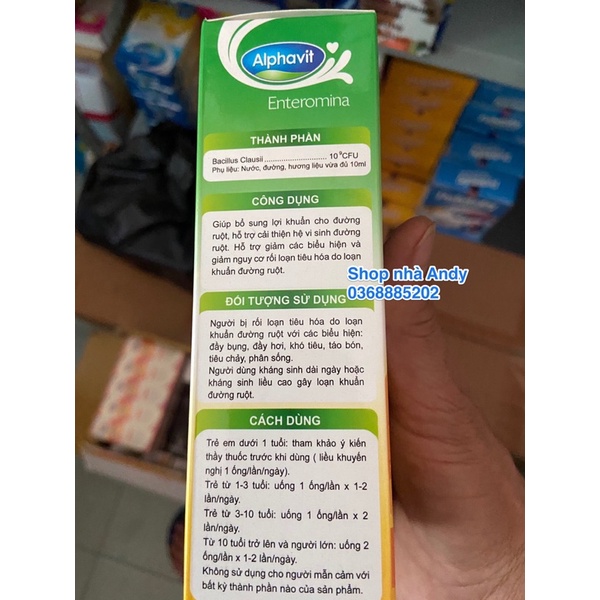 Alphavit
Enteromina
THÀNH PHẦN
Bacillus Clausii............................10⁹CFU
Phụ liệu: Nước, đường, hương liệu vừa đủ 10ml
CÔNG DỤNG
Giúp bổ sung lợi khuẩn cho đường
ruột, hỗ trợ cải thiện hệ vi sinh đường
ruột. Hỗ trợ giảm các biểu hiện và
giảm nguy cơ rối loạn tiêu hóa do loạn
khuẩn đường ruột.
Shop nhà Andy
0368885202
ĐỐI TƯỢNG SỬ DỤNG
Người bị rối loạn tiêu hóa do loạn
khuẩn đường ruột với các biểu hiện:
đầy bụng, đầy hơi, khó tiêu, táo bón,
tiêu chảy, phân sống.
Người dùng kháng sinh dài ngày hoặc
kháng sinh liều cao gây loạn khuẩn
đường ruột.
CÁCH DÙNG
Trẻ em dưới 1 tuổi: tham khảo ý kiến
thầy thuốc trước khi dùng ( liều khuyến
nghị 1 ống/lần/ngày).
Trẻ từ 1-3 tuổi: uống 1 ống/lần x 1-2
lần/ngày.
Trẻ từ 3-10 tuổi: uống 1 ống/lần x 2
lần/ngày.
Từ 10 tuổi trở lên và người lớn: uống 2
ống/lần x 1-2 lần/ngày.
Không sử dụng cho người mẫn cảm với
bất kỳ thành phần nào của sản phẩm.